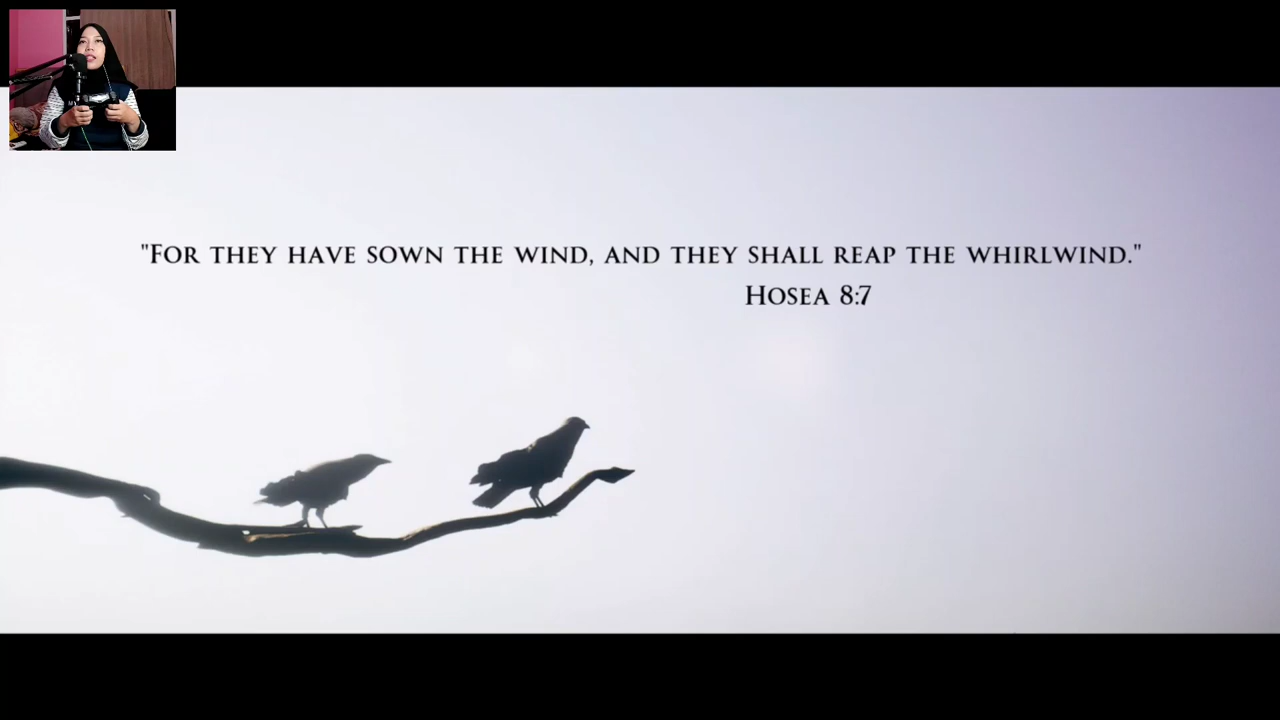 "For they have sown the wind, and they shall reap the whirlwind."
Hosea 8:7